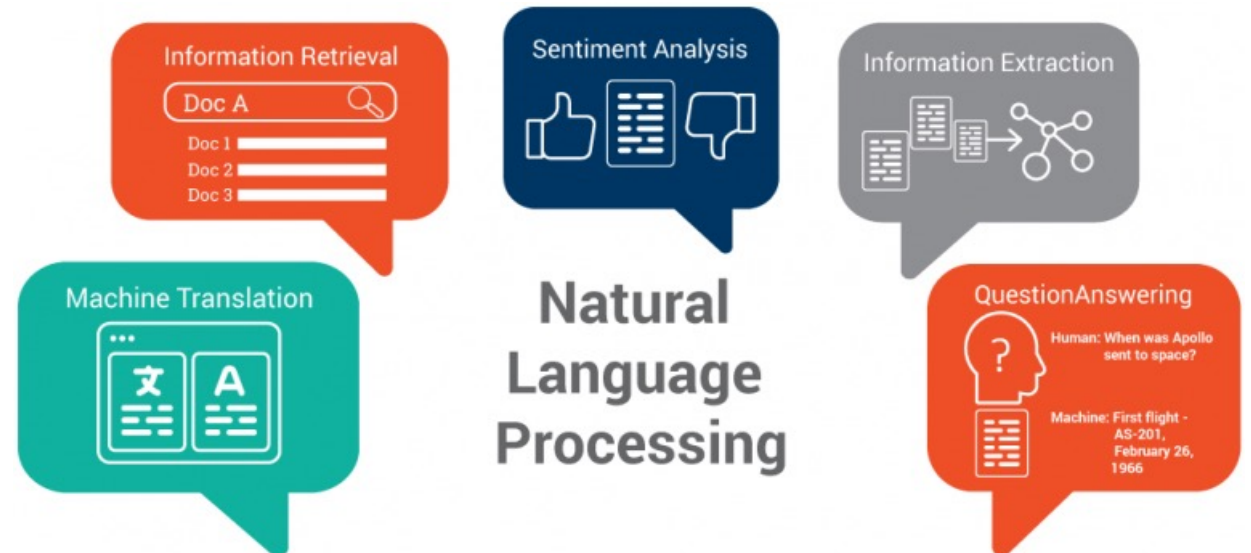 Information Retrieval
Doc A
Doc 1
Doc 2
Doc 3
Sentiment Analysis
Information Extraction
Machine Translation
文 A
Natural
Language
Processing
QuestionAnswering
?
Human: When was Apollo
sent to space?
Machine: First flight -
AS-201,
February 26,
1966